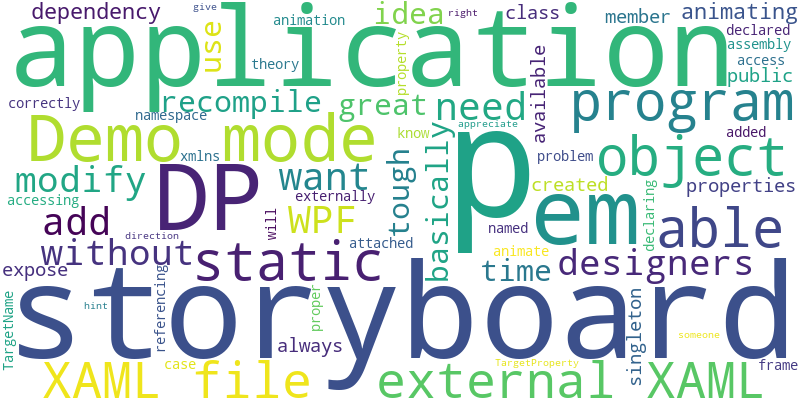 dependency give animation right class member animating
application
idea
use
property
theory
declared
assembly
access
public
correctly
namespace
recompile
great need available program
Demo mode
xmlns
know
appreciate
added
problem
object
modify
accessing
DP
want
externally
tough
basically
p
em
created
properties
declaring
add
direction
will
WPF
attached
named
able
without
static
animate
time
designers
expose
TargetName
storyboard
hint
referencing
proper
always
singleton
someone
case
TargetProperty
frame
XAML file external XAML